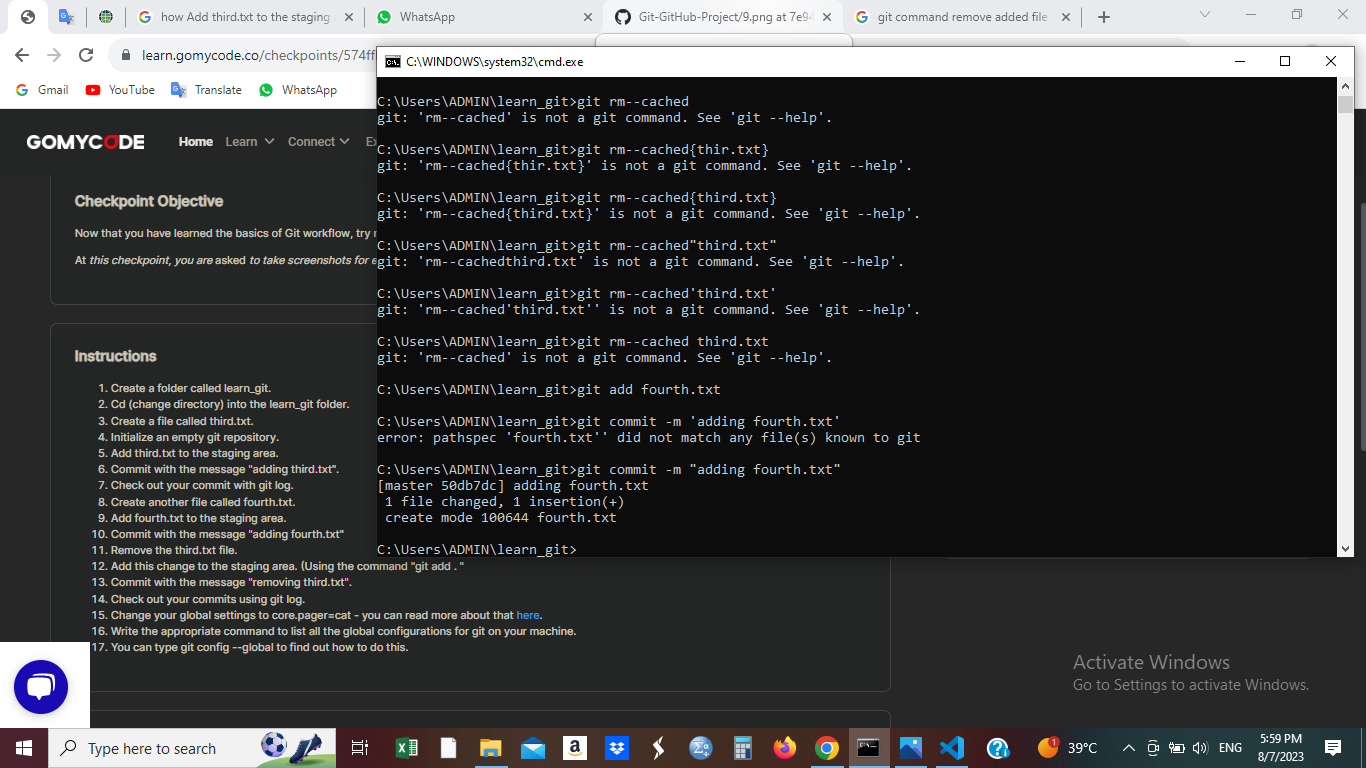 how Add third.txt to the staging
WhatsApp
Git-GitHub-Project/9.png at 7e94
git command remove added file
learn.gomycode.co/checkpoints/574ff
C:\WINDOWS\system32\cmd.exe
Gmail
YouTube
Translate
WhatsApp
GOMYCODE
Home
Learn
Connect
Checkpoint Objective
Now that you have learned the basics of Git workflow, try
At this checkpoint, you are asked to take screenshots for
Instructions
1. Create a folder called learn_git.
2. Cd (change directory) into the learn_git folder.
3. Create a file called third.txt.
4. Initialize an empty git repository.
5. Add third.txt to the staging area.
6. Commit with the message "adding third.txt".
7. Check out your commit with git log.
8. Create another file called fourth.txt.
9. Add fourth.txt to the staging area.
10. Commit with the message "adding fourth.txt"
11. Remove the third.txt file.
12. Add this change to the staging area. (Using the command "git add . "
13. Commit with the message "removing third.txt".
14. Check out your commits using git log.
15. Change your global settings to core.pager=cat - you can read more about that here.
16. Write the appropriate command to list all the global configurations for git on your machine.
17. You can type git config --global to find out how to do this.
C:\Users\ADMIN\learn_git>git rm--cached
git: 'rm--cached' is not a git command. See 'git --help'.
C:\Users\ADMIN\learn_git>git rm--cached{thir.txt}
git: 'rm--cached{thir.txt}' is not a git command. See 'git --help'.
C:\Users\ADMIN\learn_git>git rm--cached{third.txt}
git: 'rm--cached{third.txt}' is not a git command. See 'git --help'.
C:\Users\ADMIN\learn_git>git rm--cached"third.txt"
git: 'rm--cachedthird.txt' is not a git command. See 'git --help'.
C:\Users\ADMIN\learn_git>git rm--cached'third.txt'
git: 'rm--cached'third.txt'' is not a git command. See 'git --help'.
C:\Users\ADMIN\learn_git>git rm--cached third.txt
git: 'rm--cached' is not a git command. See 'git --help'.
C:\Users\ADMIN\learn_git>git add fourth.txt
C:\Users\ADMIN\learn_git>git commit -m 'adding fourth.txt'
error: pathspec 'fourth.txt'' did not match any file(s) known to git
C:\Users\ADMIN\learn_git>git commit -m "adding fourth.txt"
[master 50db7dc] adding fourth.txt
1 file changed, 1 insertion(+)
create mode 100644 fourth.txt
C:\Users\ADMIN\learn_git>
Activate Windows
Go to Settings to activate Windows.
Type here to search
39°C
ENG
5:59 PM
8/7/2023